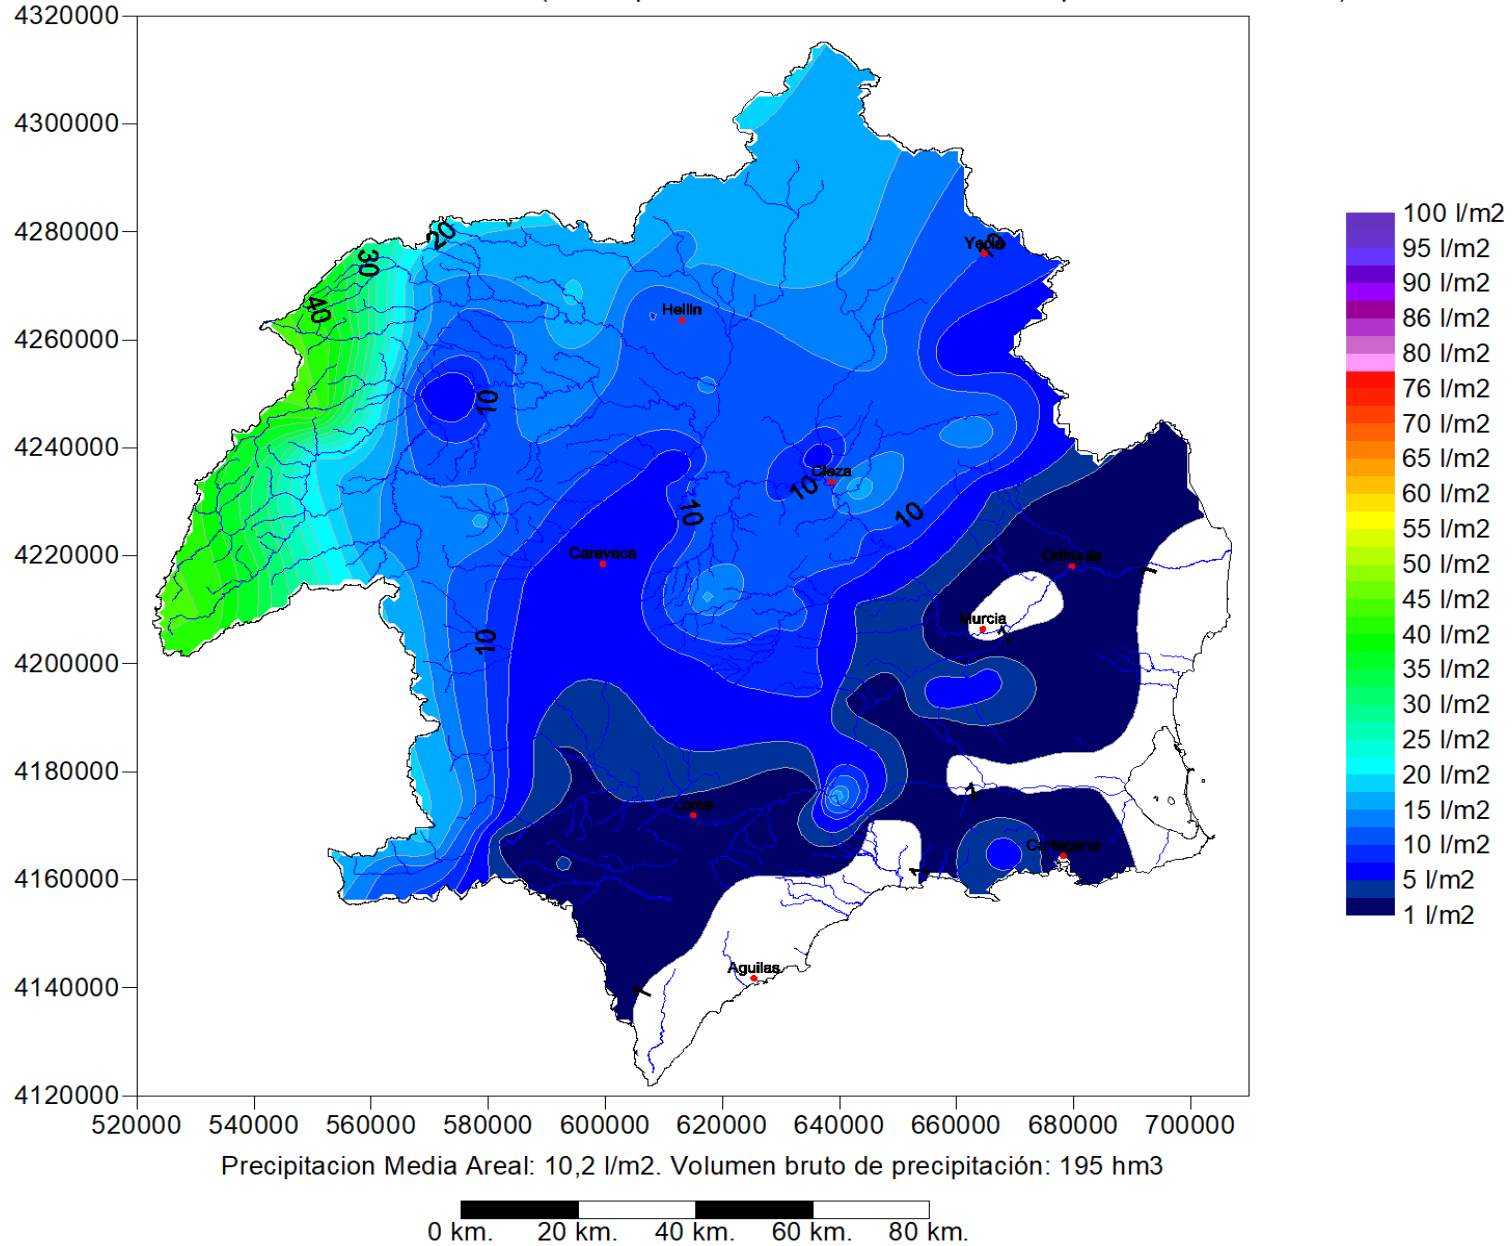 4320000
4300000
4280000
4260000
4240000
4220000
4200000
4180000
4160000
4140000
4120000
520000 540000 560000 580000 600000 620000 640000 660000 680000 700000
20
30
40
10
Yecla
10
Hellin
10
Cieza
10
10
10
Caravaca
Orihuela
1
Murcia
1
10
1
Lorca
Cartagena
1
Aguilas
1
100 l/m2
95 l/m2
90 l/m2
86 l/m2
80 l/m2
76 l/m2
70 l/m2
65 l/m2
60 l/m2
55 l/m2
50 l/m2
45 l/m2
40 l/m2
35 l/m2
30 l/m2
25 l/m2
20 l/m2
15 l/m2
10 l/m2
5 l/m2
1 l/m2
Precipitacion Media Areal: 10,2 l/m2. Volumen bruto de precipitación: 195 hm3
0 km. 20 km. 40 km. 60 km. 80 km.